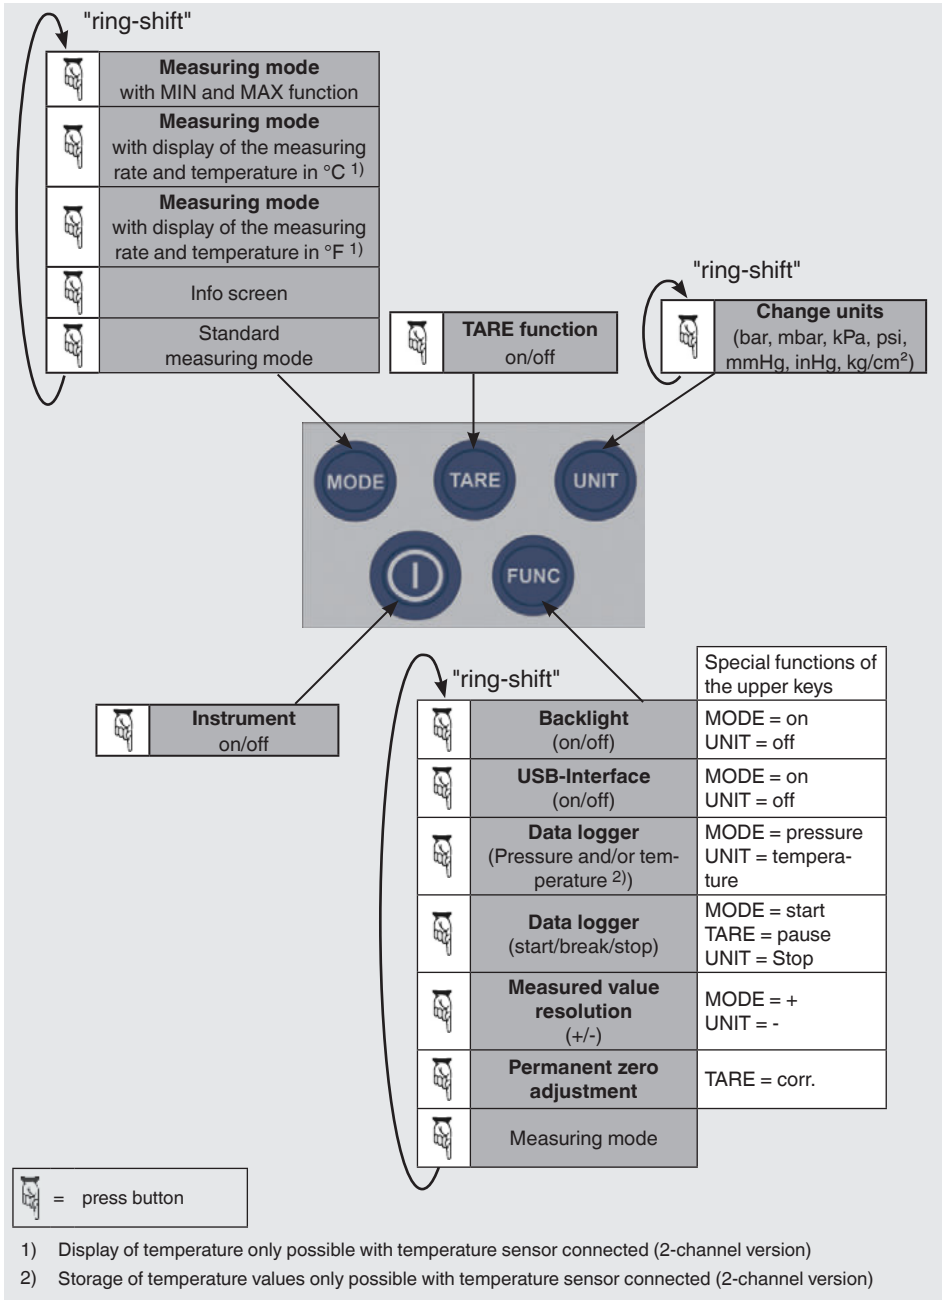 "ring-shift"
Measuring mode
with MIN and MAX function
Measuring mode
with display of the measuring
rate and temperature in °C 1)
Measuring mode
with display of the measuring
rate and temperature in °F 1)
Info screen
Standard
measuring mode
TARE function
on/off
"ring-shift"
Change units
(bar, mbar, kPa, psi,
mmHg, inHg, kg/cm²)
MODE
TARE
UNIT
FUNC
Instrument
on/off
"ring-shift"
Special functions of
the upper keys
Backlight
(on/off)
MODE = on
UNIT = off
USB-Interface
(on/off)
MODE = on
UNIT = off
Data logger
(Pressure and/or tem-
perature 2))
MODE = pressure
UNIT = tempera-
ture
Data logger
(start/break/stop)
MODE = start
TARE = pause
UNIT = Stop
Measured value
resolution
(+/-)
MODE = +
UNIT = -
Permanent zero
adjustment
TARE = corr.
Measuring mode
= press button
1) Display of temperature only possible with temperature sensor connected (2-channel version)
2) Storage of temperature values only possible with temperature sensor connected (2-channel version)